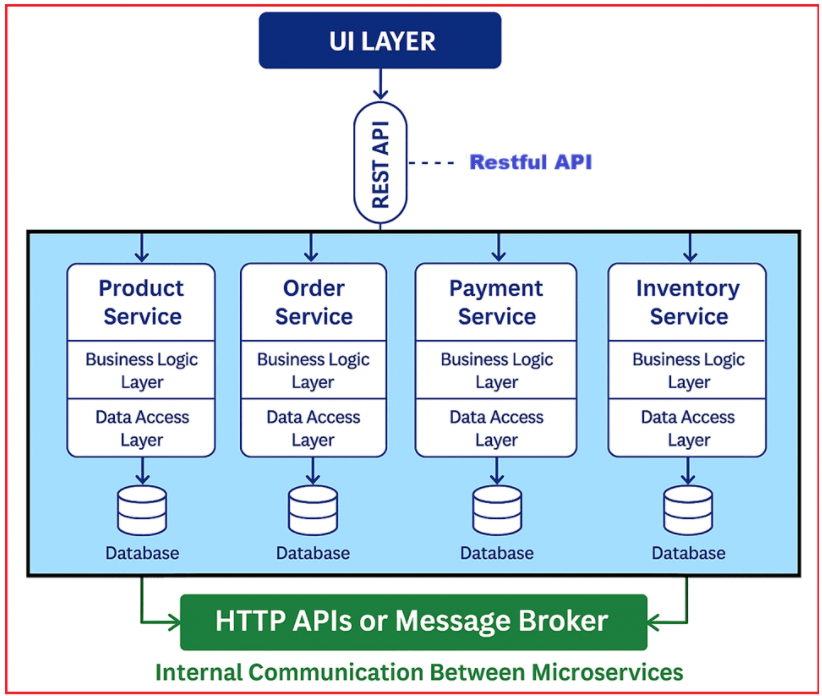 UI LAYER
REST API
Restful API
Product
Service
Business Logic
Layer
Data Access
Layer
Database
Order
Service
Business Logic
Layer
Data Access
Layer
Database
Payment
Service
Business Logic
Layer
Data Access
Layer
Database
Inventory
Service
Business Logic
Layer
Data Access
Layer
Database
HTTP APIs or Message Broker
Internal Communication Between Microservices